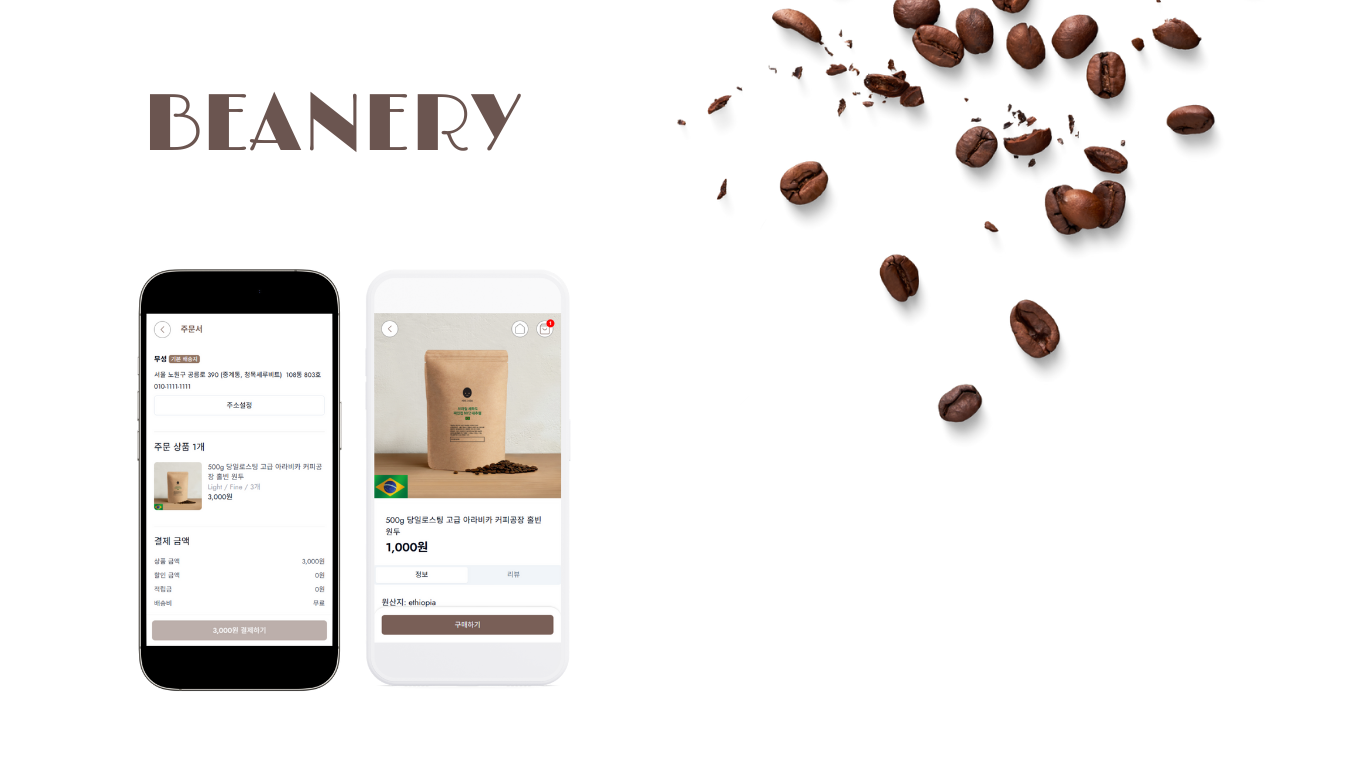 BEANERY
주문서
무성 기본 배송지
서울 노원구 공릉로 390 (중계동, 청목세루비트) 108동 803호
010-1111-1111
주소설정
주문 상품 1개
500g 당일로스팅 고급 아라비카 커피공
장 홀빈 원두
Light / Fine / 3개
3,000원
결제 금액
상품 금액 3,000원
할인 금액 0원
적립금 0원
배송비 무료
3,000원 결제하기
1
500g 당일로스팅 고급 아라비카 커피공장 홀빈
원두
1,000원
정보 리뷰
원산지: ethiopia
구매하기